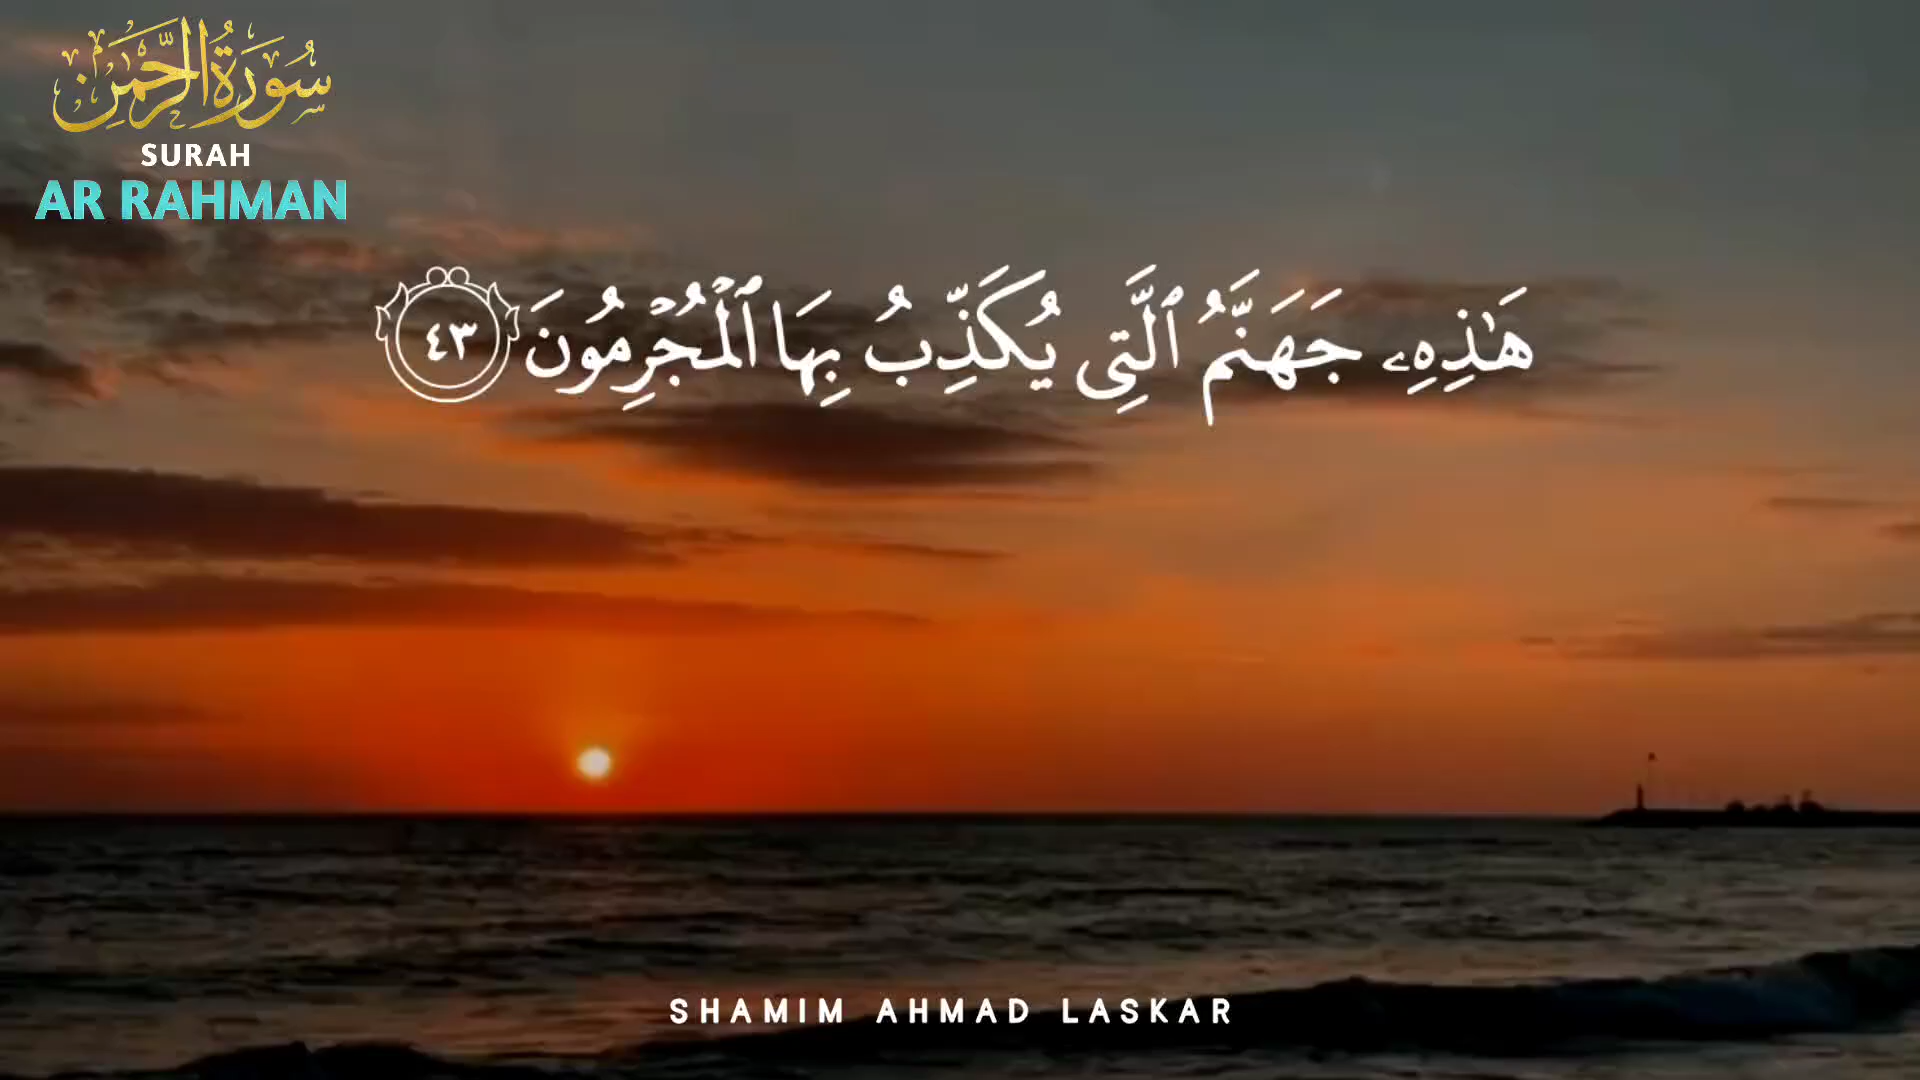 سُورَةُ الرَّحْمَٰن
SURAH
AR RAHMAN
هَٰذِهِۦ جَهَنَّمُ ٱلَّتِى يُكَذِّبُ بِهَا ٱلْمُجْرِمُونَ ٤٣
SHAMIM AHMAD LASKAR